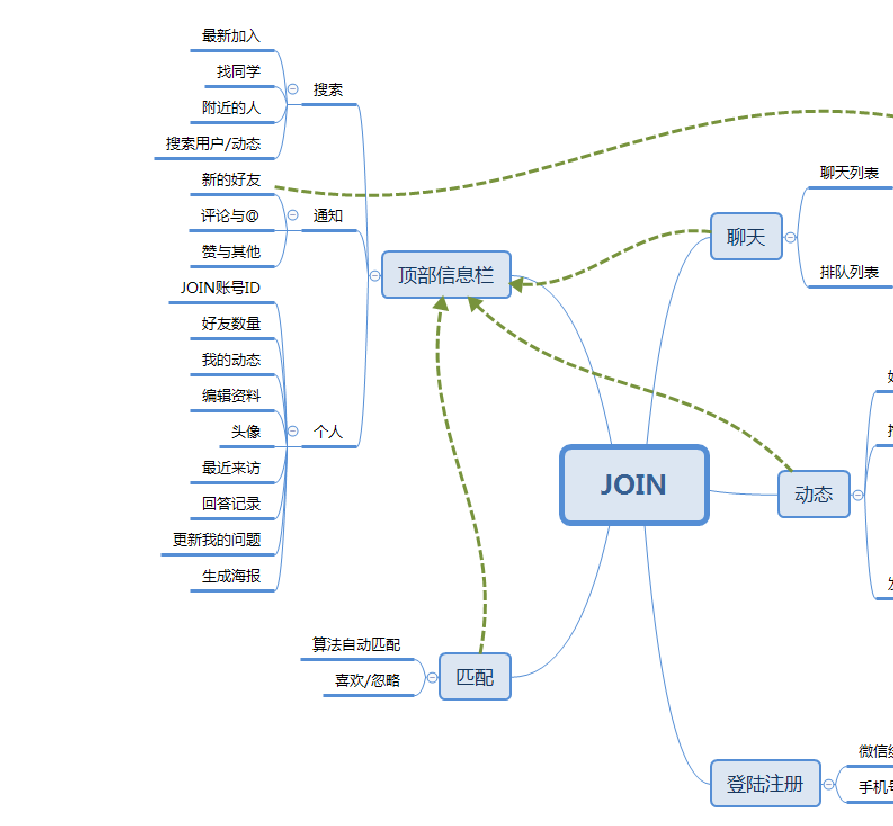 最新加入
找同学
附近的人
搜索用户/动态
搜索
新的好友
评论与@
赞与其他
通知
JOIN账号ID
好友数量
我的动态
编辑资料
头像
最近来访
回答记录
更新我的问题
生成海报
个人
顶部信息栏
聊天
聊天列表
排队列表
JOIN
动态
算法自动匹配
喜欢/忽略
匹配
登陆注册
微信
手机